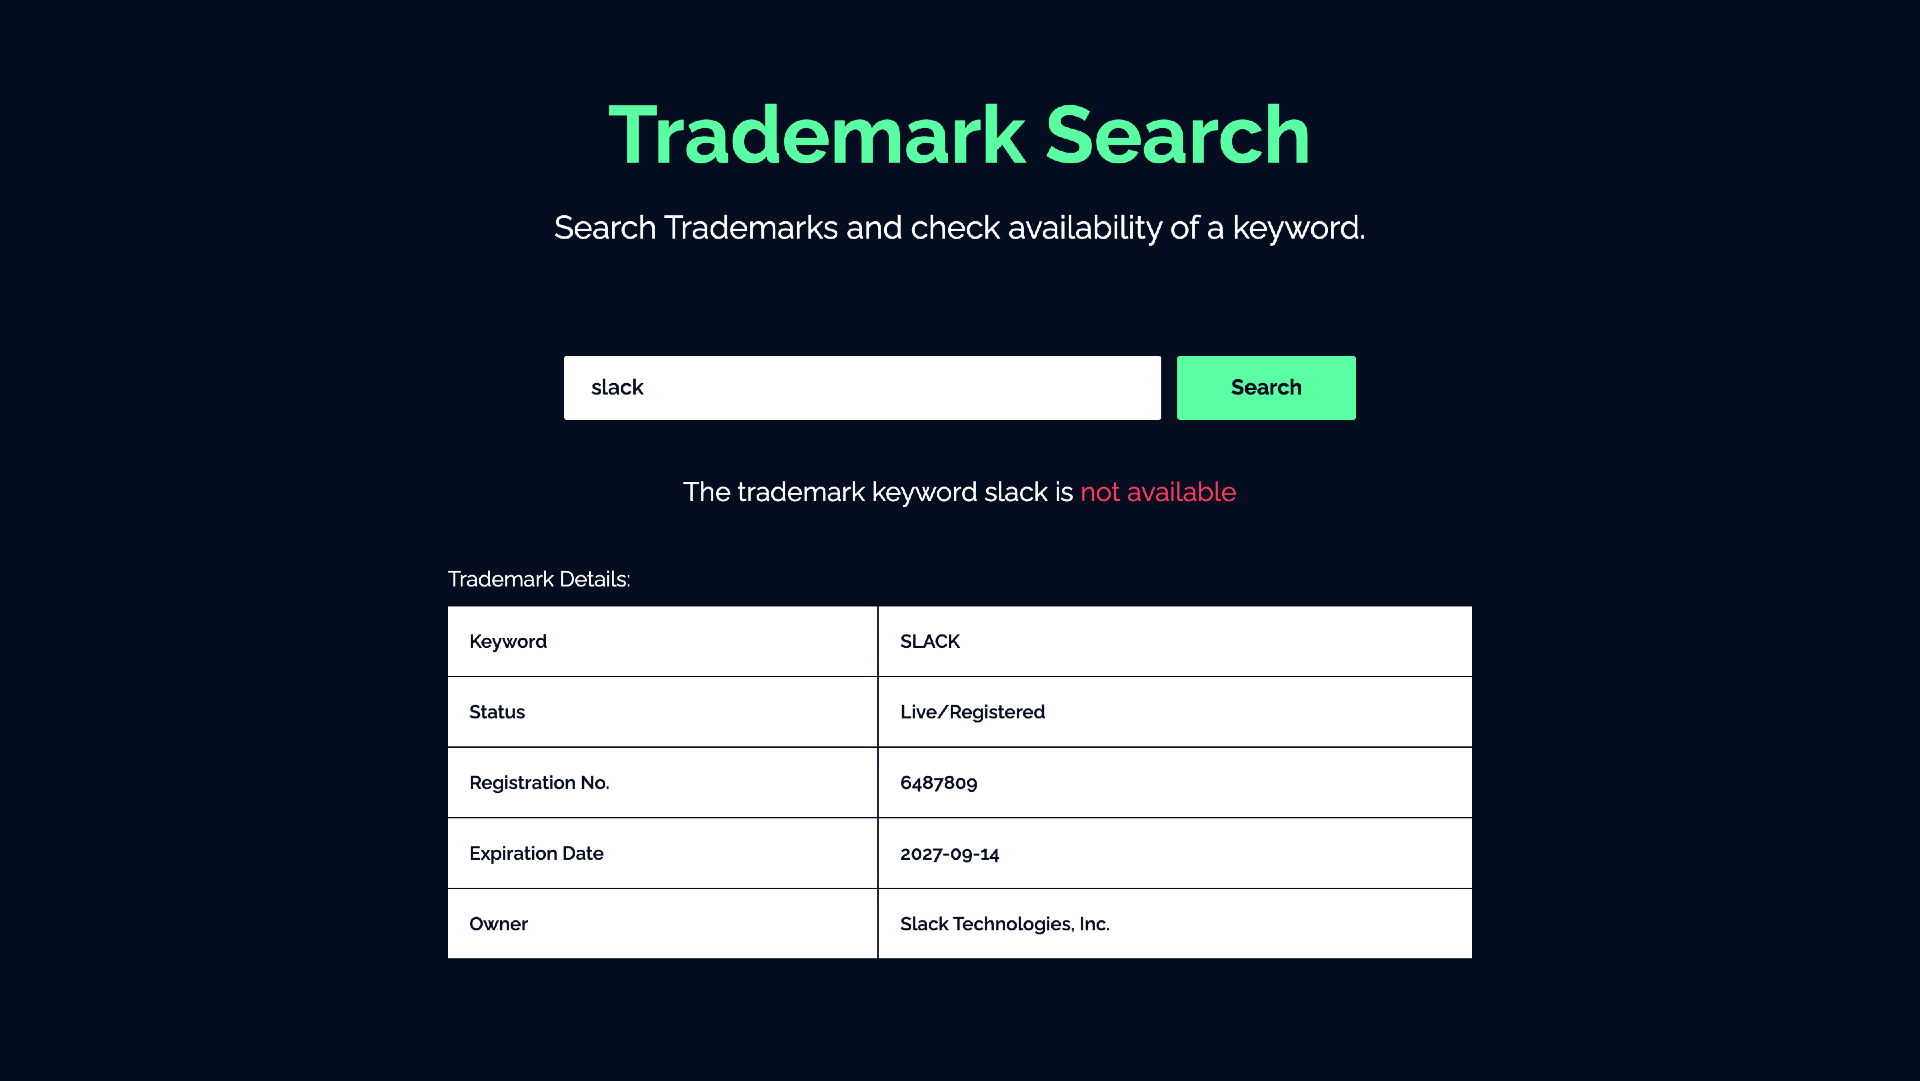 Trademark Search
Search Trademarks and check availability of a keyword.
slack
Search
The trademark keyword slack is not available
Trademark Details:
Keyword SLACK
Status Live/Registered
Registration No. 6487809
Expiration Date 2027-09-14
Owner Slack Technologies, Inc.